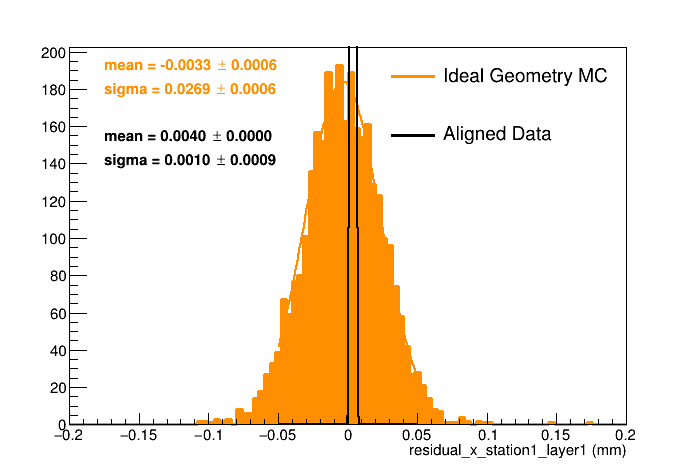 mean = -0.0033 ± 0.0006
sigma = 0.0269 ± 0.0006
mean = 0.0040 ± 0.0000
sigma = 0.0010 ± 0.0009
Ideal Geometry MC
Aligned Data
200
180
160
140
120
100
80
60
40
20
0
−0.2 −0.15 −0.1 −0.05 0 0.05 0.1 0.15 0.2
residual_x_station1_layer1 (mm)